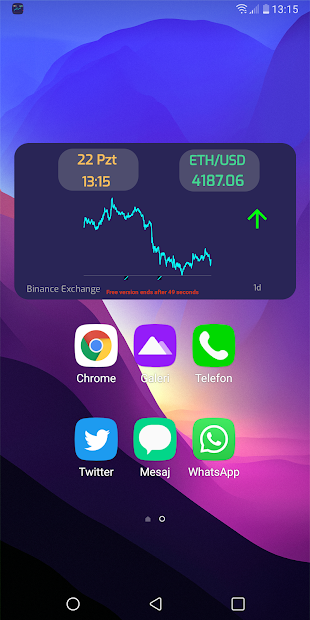 13:15
22 Pzt
13:15
ETH/USD
4187.06
Binance Exchange
Free version ends after 49 seconds
1d
Chrome
Galeri
Telefon
Twitter
Mesaj
WhatsApp